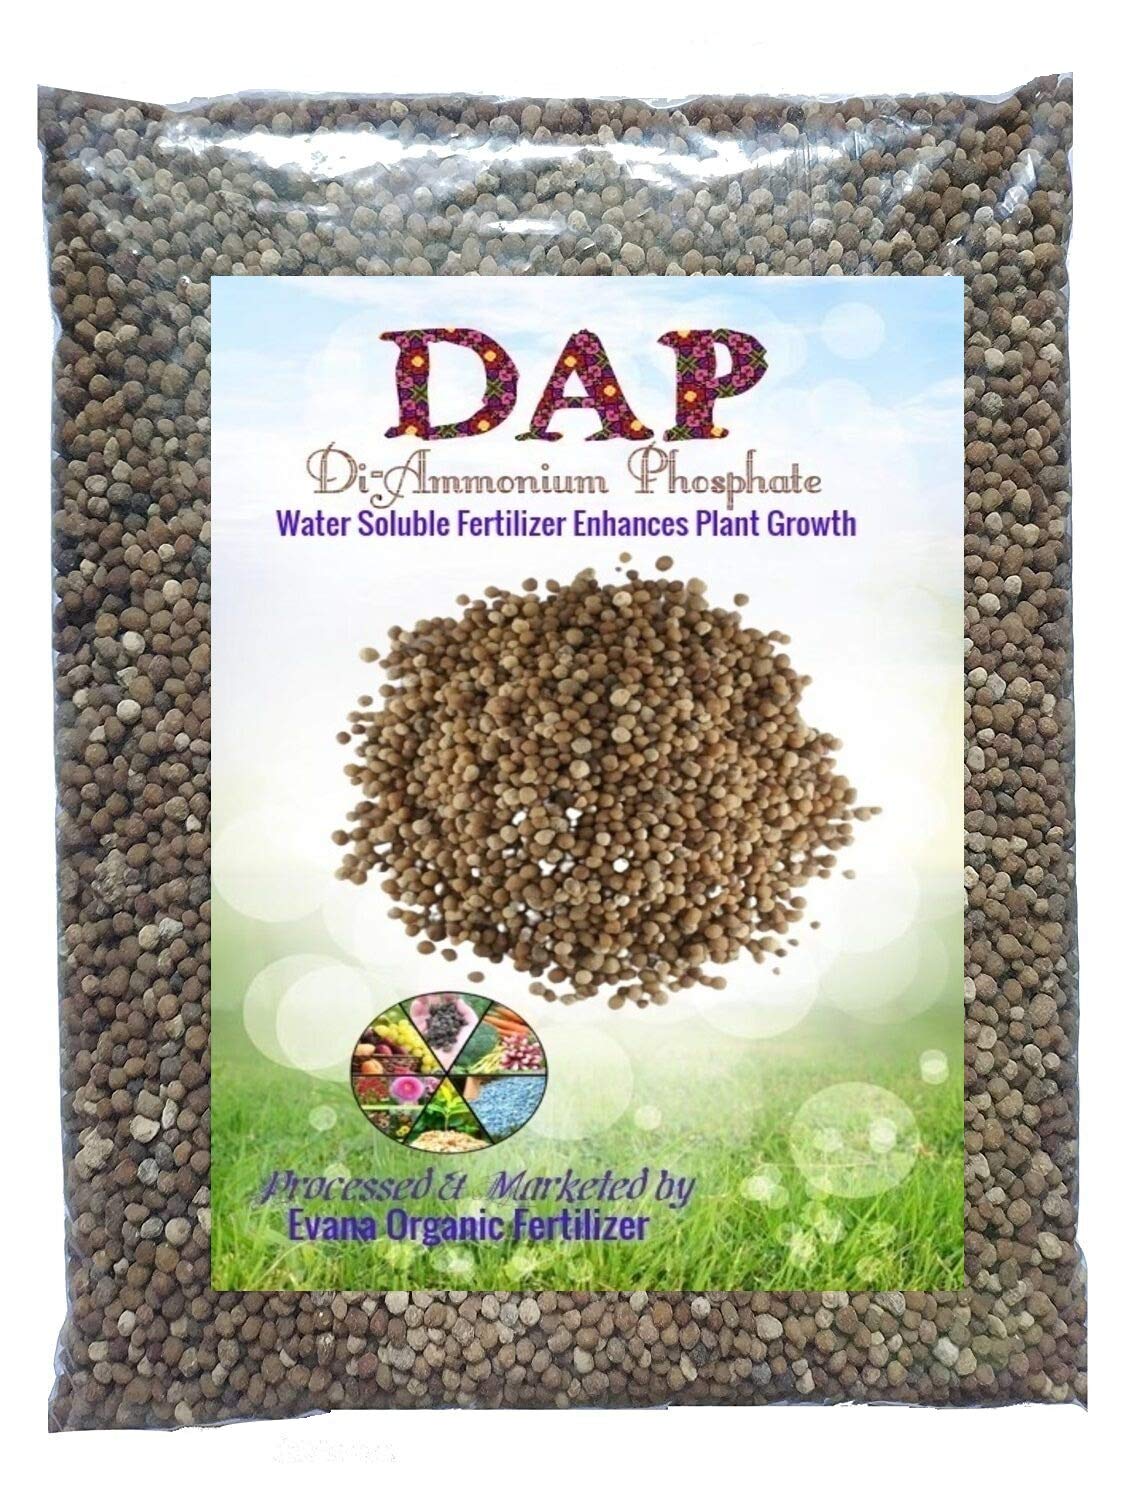 DAP
Di-Ammonium Phosphate
Water Soluble Fertilizer Enhances Plant Growth
Processed & Marketed by
Evana Organic Fertilizer